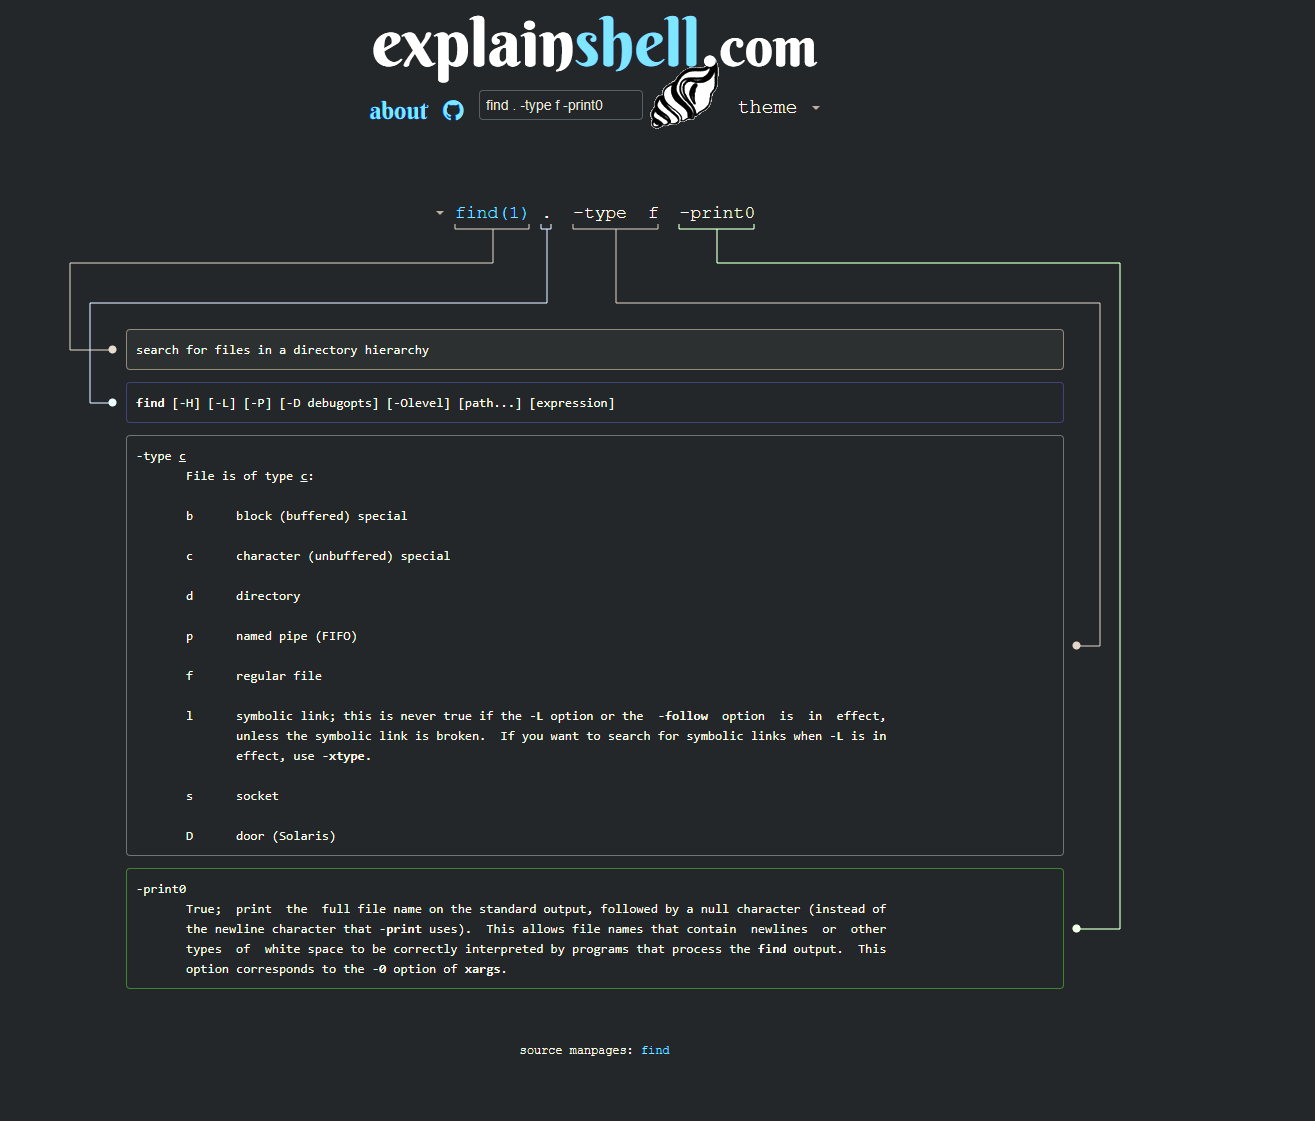 explainshell.com
about find . -type f -print0 theme
find(1) . -type f -print0
search for files in a directory hierarchy
find [-H] [-L] [-P] [-D debugopts] [-Olevel] [path...] [expression]
-type c
File is of type c:
b block (buffered) special
c character (unbuffered) special
d directory
p named pipe (FIFO)
f regular file
l symbolic link; this is never true if the -L option or the -follow option is in effect,
unless the symbolic link is broken. If you want to search for symbolic links when -L is in
effect, use -xtype.
s socket
D door (Solaris)
-print0
True; print the full file name on the standard output, followed by a null character (instead of
the newline character that -print uses). This allows file names that contain newlines or other
types of white space to be correctly interpreted by programs that process the find output. This
option corresponds to the -0 option of xargs.
source manpages: find